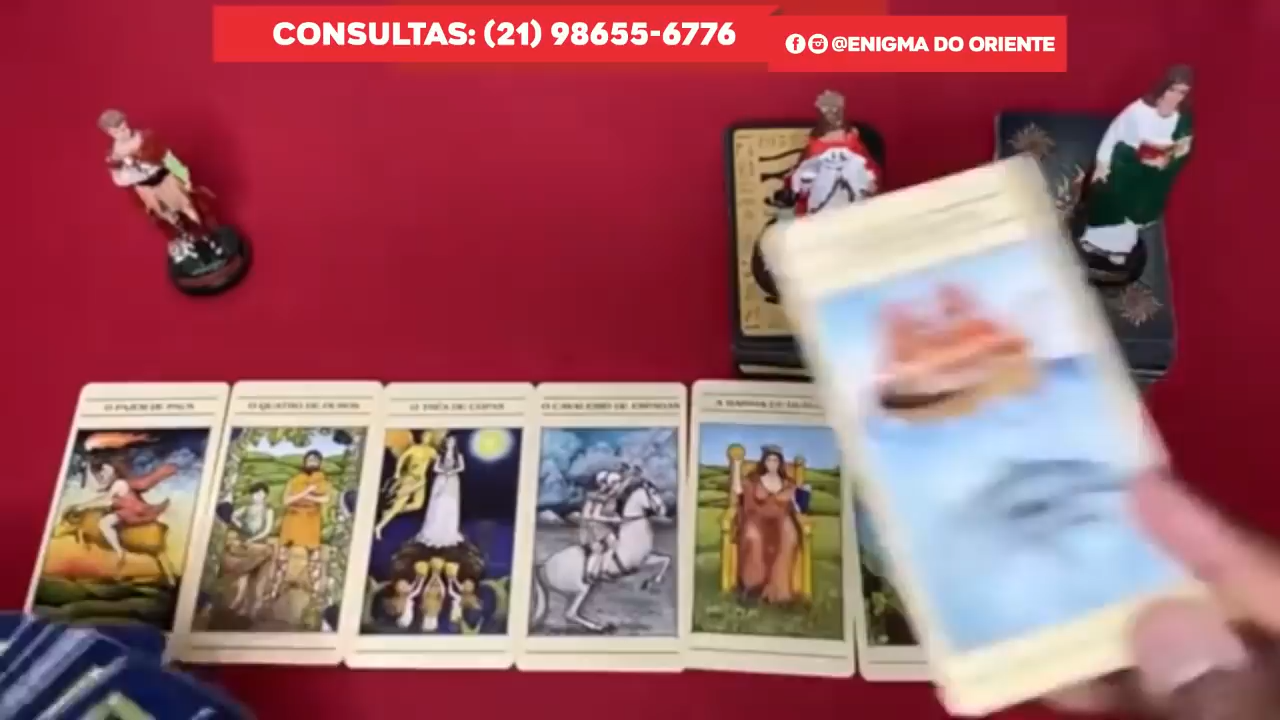 CONSULTAS: (21) 98655-6776
@ENIGMA DO ORIENTE
O PAJEM DE PAUS
O QUATRO DE OUROS
O TRÊS DE COPAS
O CAVALEIRO DE ESPADAS
A RAINHA DE